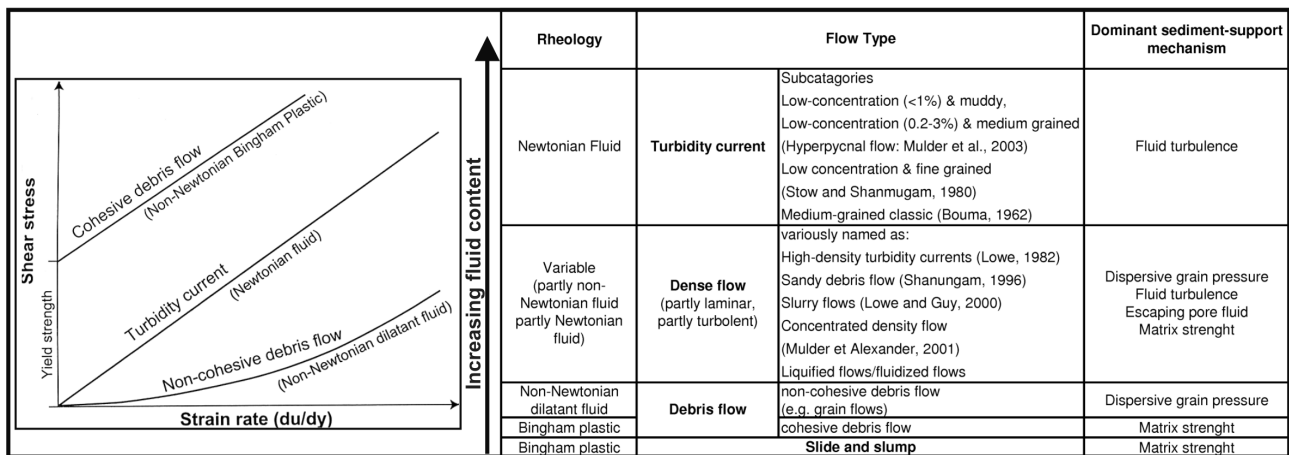 Shear stress
Yield strength
Cohesive debris flow
(Non-Newtonian Bingham Plastic)
Turbidity current
(Newtonian fluid)
Non-cohesive debris flow
(Non-Newtonian dilatant fluid)
Strain rate (du/dy)
Increasing fluid content
Rheology
Flow Type
Dominant sediment-support
mechanism
Newtonian Fluid
Turbidity current
Subcatagories
Low-concentration (<1%) & muddy,
Low-concentration (0.2-3%) & medium grained
(Hyperpycnal flow: Mulder et al., 2003)
Low concentration & fine grained
(Stow and Shanmugam, 1980)
Medium-grained classic (Bouma, 1962)
Fluid turbulence
Variable
(partly non-
Newtonian fluid
partly Newtonian
fluid)
Dense flow
(partly laminar,
partly turbolent)
variously named as:
High-density turbidity currents (Lowe, 1982)
Sandy debris flow (Shanungam, 1996)
Slurry flows (Lowe and Guy, 2000)
Concentrated density flow
(Mulder et Alexander, 2001)
Liquified flows/fluidized flows
Dispersive grain pressure
Fluid turbulence
Escaping pore fluid
Matrix strenght
Non-Newtonian
dilatant fluid
Debris flow
non-cohesive debris flow
(e.g. grain flows)
Dispersive grain pressure
Bingham plastic
cohesive debris flow
Matrix strenght
Bingham plastic
Slide and slump
Matrix strenght